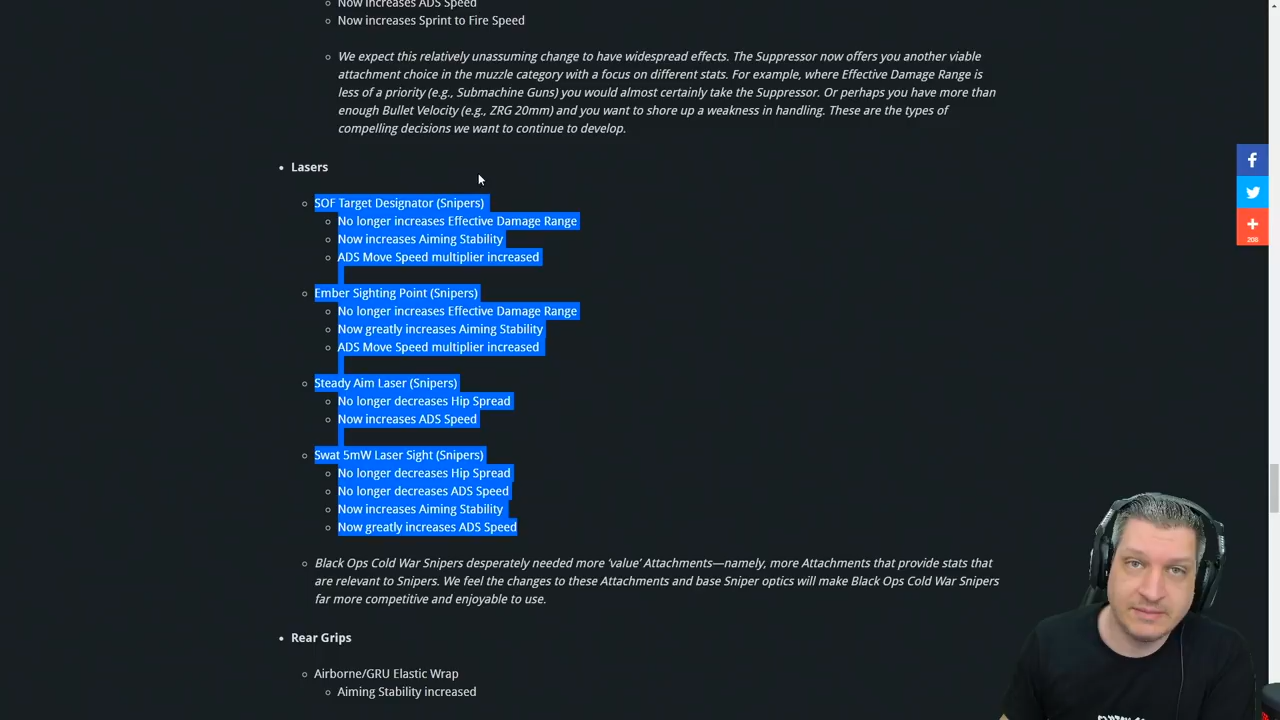 Now increases ADS Speed
Now increases Sprint to Fire Speed
We expect this relatively unassuming change to have widespread effects. The Suppressor now offers you another viable
attachment choice in the muzzle category with a focus on different stats. For example, where Effective Damage Range is
less of a priority (e.g., Submachine Guns) you would almost certainly take the Suppressor. Or perhaps you have more than
enough Bullet Velocity (e.g., ZRG 20mm) and you want to shore up a weakness in handling. These are the types of
compelling decisions we want to continue to develop.
Lasers
SOF Target Designator (Snipers)
No longer increases Effective Damage Range
Now increases Aiming Stability
ADS Move Speed multiplier increased
Ember Sighting Point (Snipers)
No longer increases Effective Damage Range
Now greatly increases Aiming Stability
ADS Move Speed multiplier increased
Steady Aim Laser (Snipers)
No longer decreases Hip Spread
Now increases ADS Speed
Swat 5mW Laser Sight (Snipers)
No longer decreases Hip Spread
No longer decreases ADS Speed
Now increases Aiming Stability
Now greatly increases ADS Speed
Black Ops Cold War Snipers desperately needed more 'value' Attachments—namely, more Attachments that provide stats that
are relevant to Snipers. We feel the changes to these Attachments and base Sniper optics will make Black Ops Cold War Snipers
far more competitive and enjoyable to use.
Rear Grips
Airborne/GRU Elastic Wrap
Aiming Stability increased
208